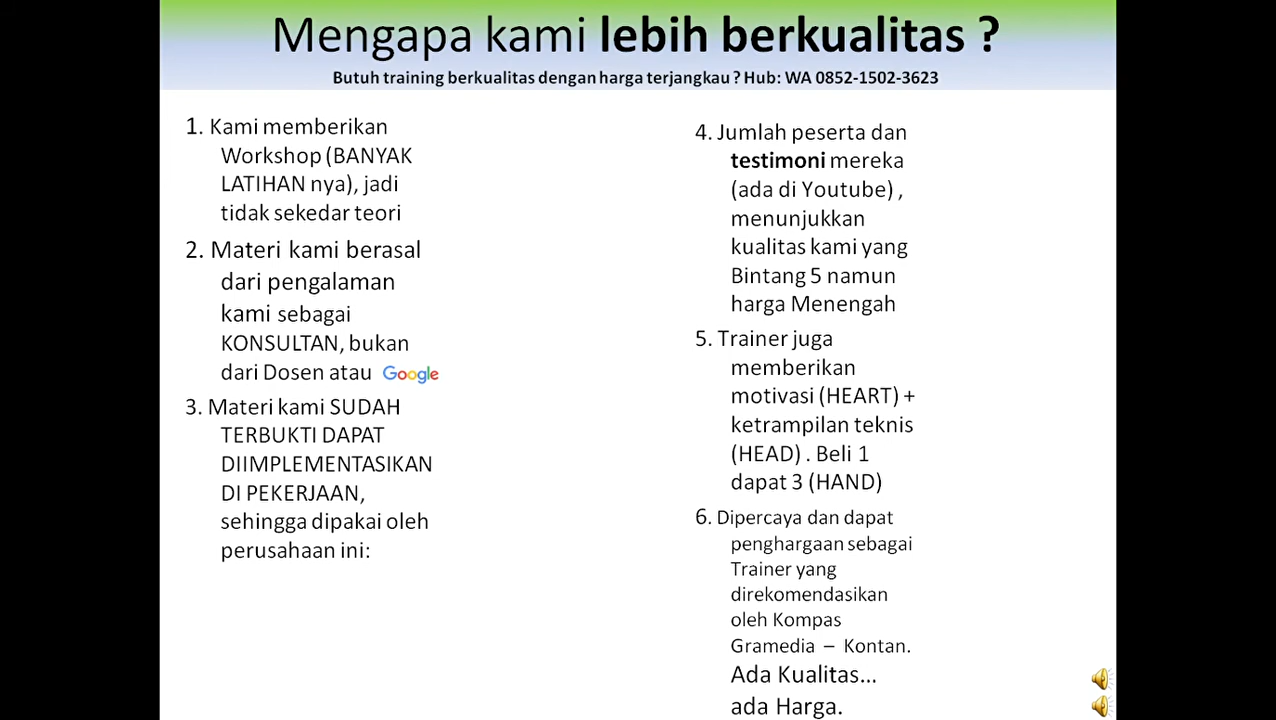 Mengapa kami lebih berkualitas ?
Butuh training berkualitas dengan harga terjangkau ? Hub: WA 0852-1502-3623
1. Kami memberikan
Workshop (BANYAK
LATIHAN nya), jadi
tidak sekedar teori
2. Materi kami berasal
dari pengalaman
kami sebagai
KONSULTAN, bukan
dari Dosen atau Google
3. Materi kami SUDAH
TERBUKTI DAPAT
DIIMPLEMENTASIKAN
DI PEKERJAAN,
sehingga dipakai oleh
perusahaan ini:
4. Jumlah peserta dan
testimoni mereka
(ada di Youtube) ,
menunjukkan
kualitas kami yang
Bintang 5 namun
harga Menengah
5. Trainer juga
memberikan
motivasi (HEART) +
ketrampilan teknis
(HEAD) . Beli 1
dapat 3 (HAND)
6. Dipercaya dan dapat
penghargaan sebagai
Trainer yang
direkomendasikan
oleh Kompas
Gramedia – Kontan.
Ada Kualitas...
ada Harga.